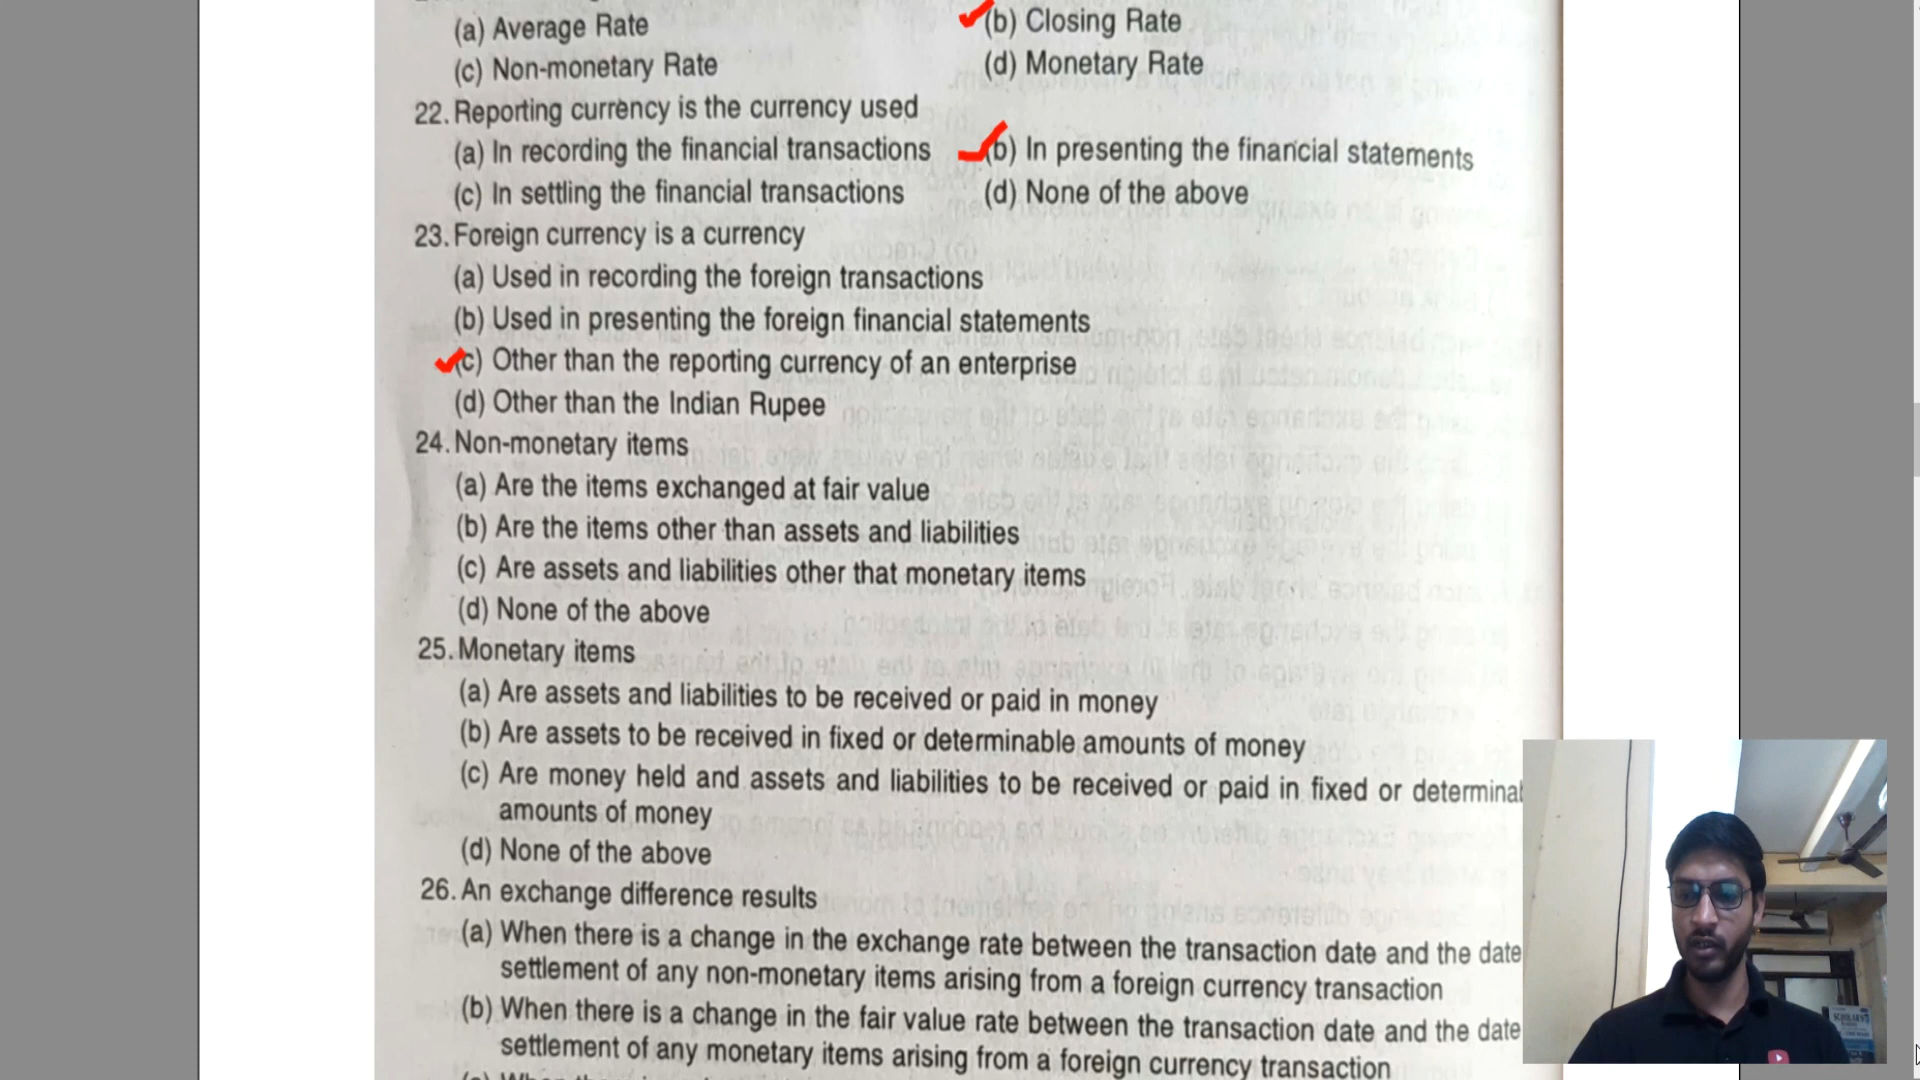 (a) Average Rate (b) Closing Rate
(c) Non-monetary Rate (d) Monetary Rate
22. Reporting currency is the currency used
(a) In recording the financial transactions (b) In presenting the financial statements
(c) In settling the financial transactions (d) None of the above
23. Foreign currency is a currency
(a) Used in recording the foreign transactions
(b) Used in presenting the foreign financial statements
(c) Other than the reporting currency of an enterprise
(d) Other than the Indian Rupee
24. Non-monetary items
(a) Are the items exchanged at fair value
(b) Are the items other than assets and liabilities
(c) Are assets and liabilities other that monetary items
(d) None of the above
25. Monetary items
(a) Are assets and liabilities to be received or paid in money
(b) Are assets to be received in fixed or determinable amounts of money
(c) Are money held and assets and liabilities to be received or paid in fixed or
amounts of money
(d) None of the above
26. An exchange difference results
(a) When there is a change in the exchange rate between the transaction date and the date
settlement of any non-monetary items arising from a foreign currency transaction
(b) When there is a change in the fair value rate between the transaction date and the date
settlement of any monetary items arising from a foreign currency transaction